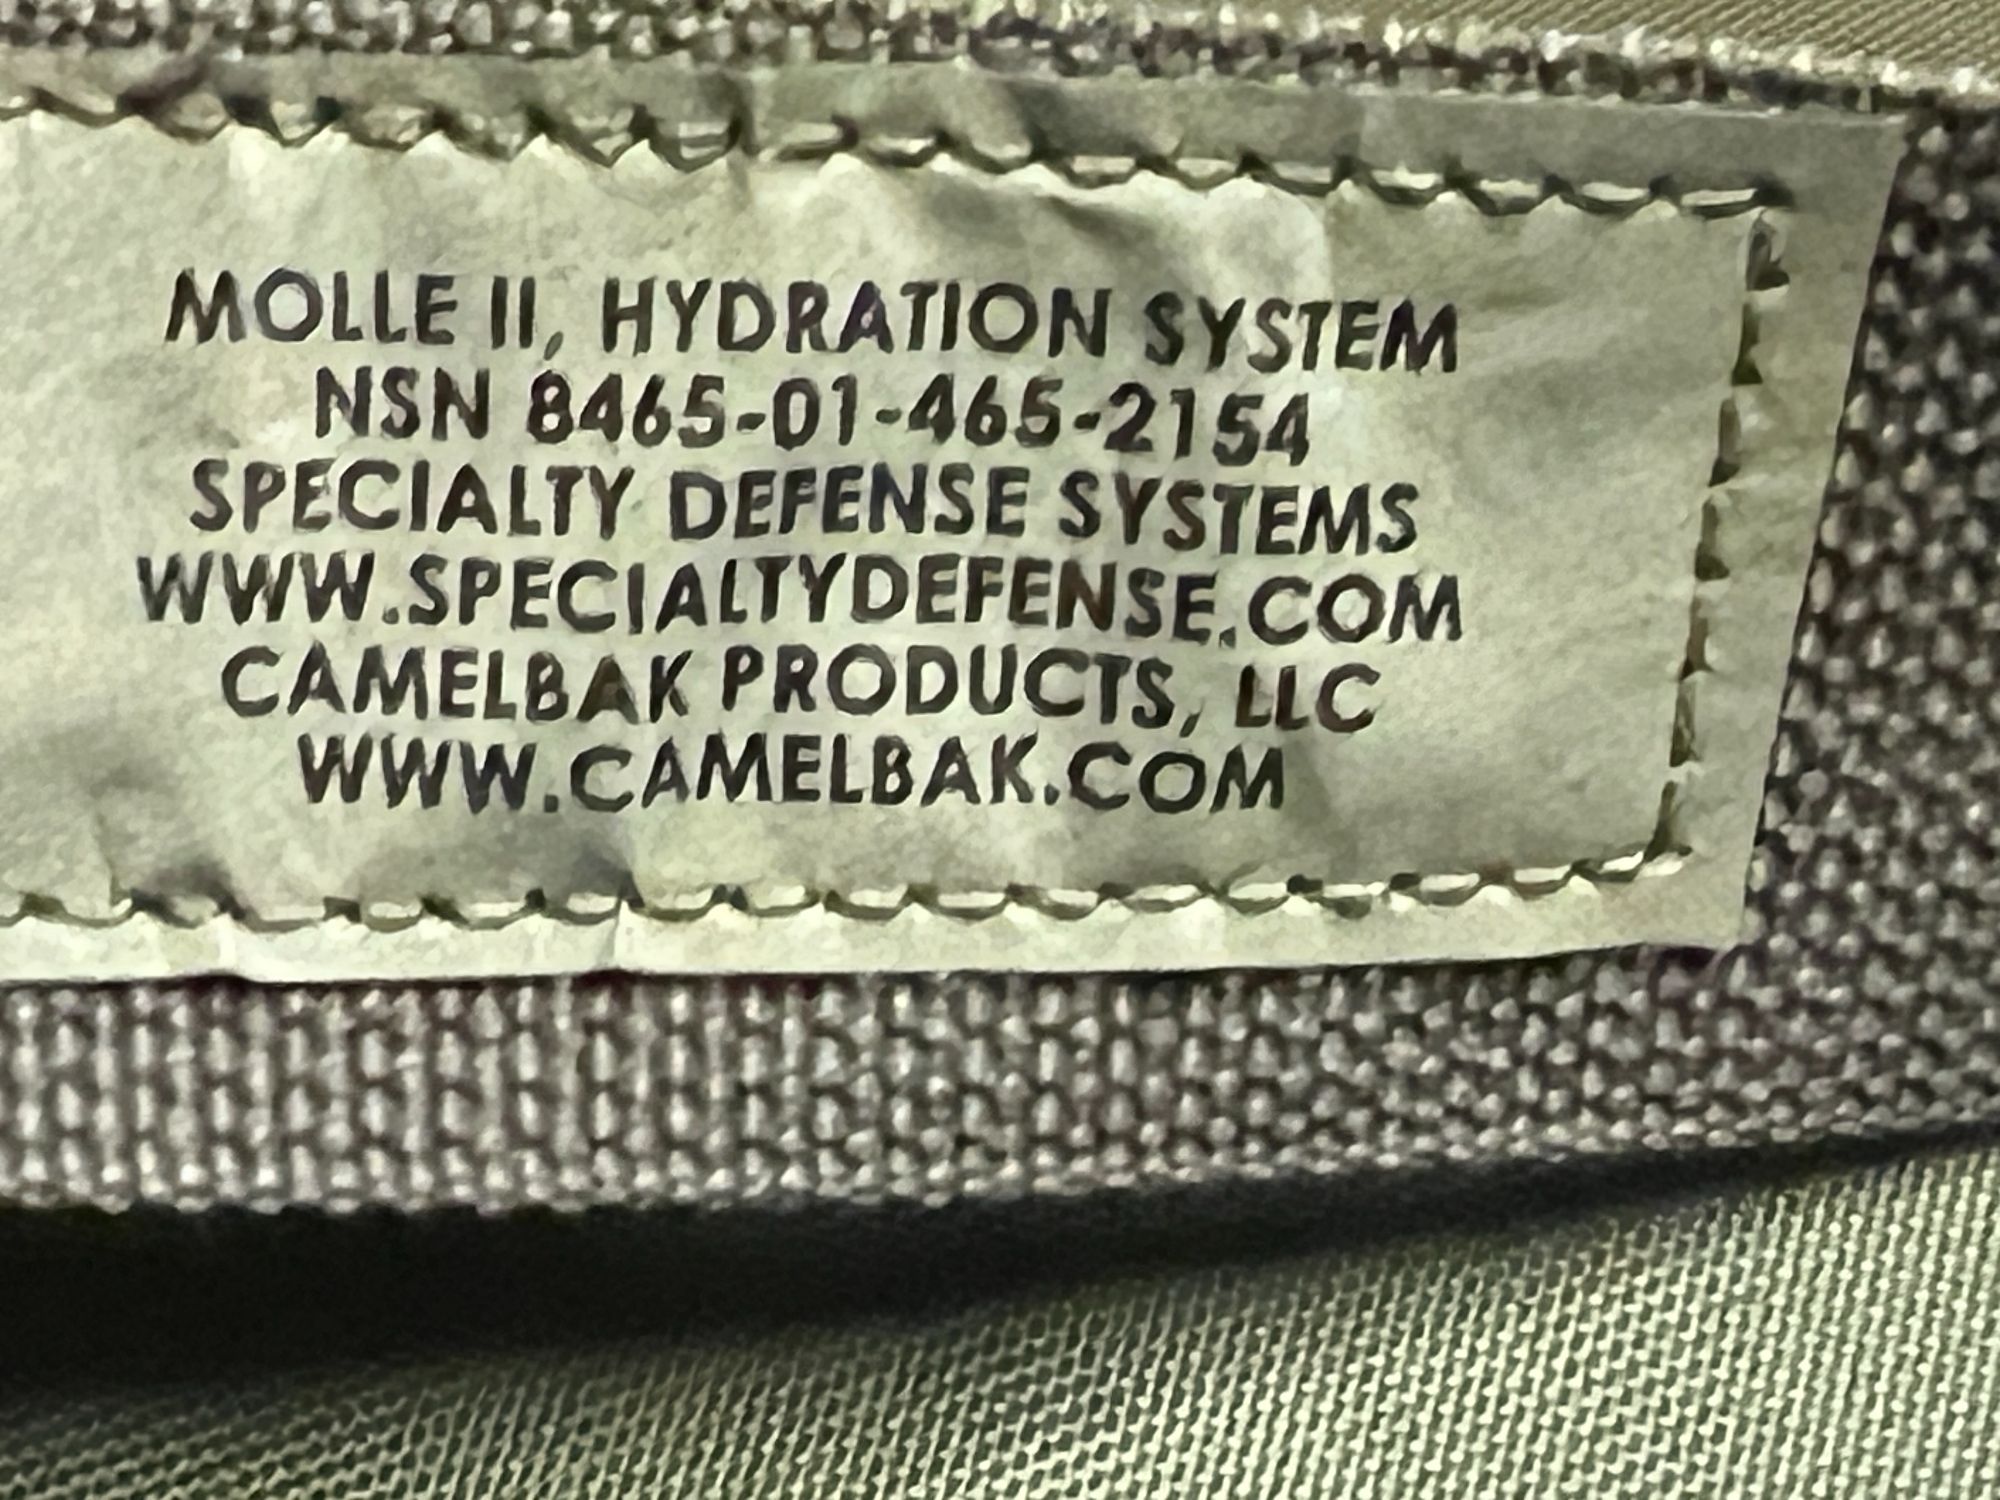 MOLLE II, HYDRATION SYSTEM
NSN 8465-01-465-2154
SPECIALTY DEFENSE SYSTEMS
WWW.SPECIALTYDEFENSE.COM
CAMELBAK PRODUCTS, LLC
WWW.CAMELBAK.COM